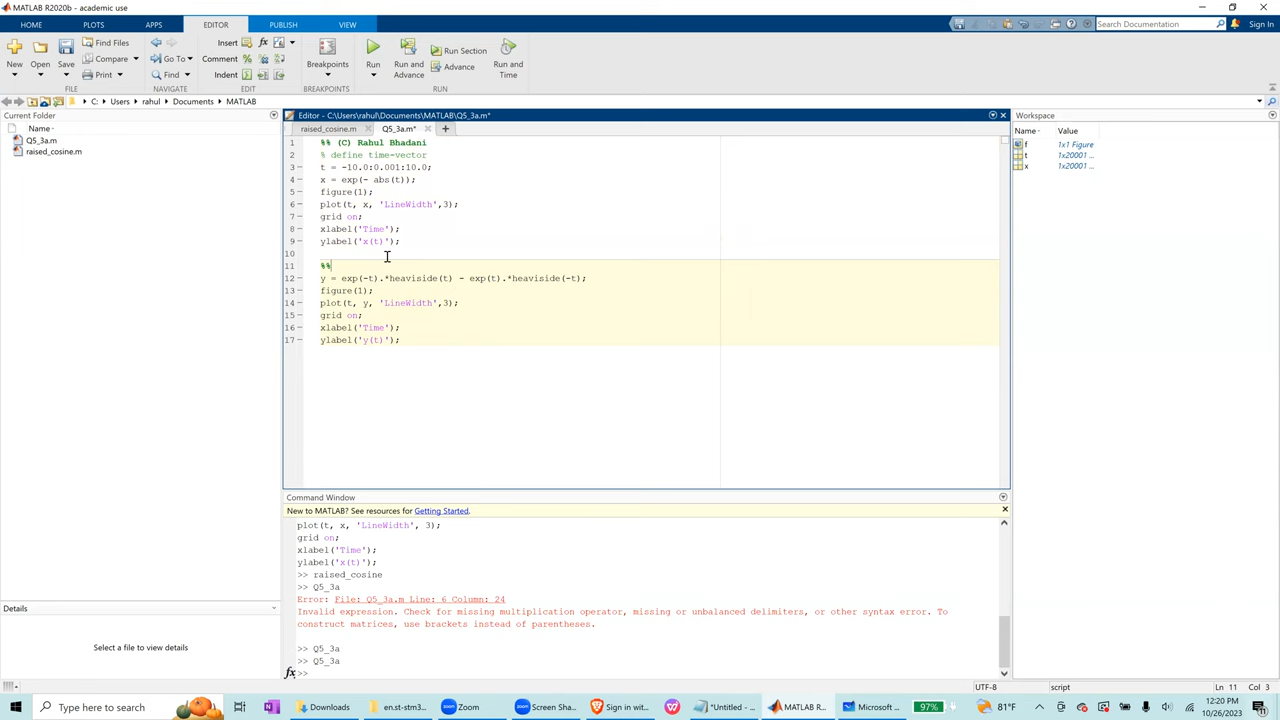 MATLAB R2020b - academic use
HOME PLOTS APPS EDITOR PUBLISH VIEW Search Documentation Sign In
New Open Save Find Files Compare Print Go To Find Insert Comment Indent Breakpoints Run Run and Advance Run Section Advance Run and Time
FILE NAVIGATE EDIT BREAKPOINTS RUN
C: Users rahul Documents MATLAB
Current Folder
Name
Q5_3a.m
raised_cosine.m
Details
Select a file to view details
Editor - C:\Users\rahul\Documents\MATLAB\Q5_3a.m*
raised_cosine.m Q5_3a.m*
1 %% (C) Rahul Bhadani
2 % define time-vector
3 t = -10.0:0.001:10.0;
4 x = exp(- abs(t));
5 figure(1);
6 plot(t, x, 'LineWidth',3);
7 grid on;
8 xlabel('Time');
9 ylabel('x(t)');
10
11 %%
12 y = exp(-t).*heaviside(t) - exp(t).*heaviside(-t);
13 figure(1);
14 plot(t, y, 'LineWidth',3);
15 grid on;
16 xlabel('Time');
17 ylabel('y(t)');
Command Window
New to MATLAB? See resources for Getting Started.
plot(t, x, 'LineWidth', 3);
grid on;
xlabel('Time');
ylabel('x(t)');
>> raised_cosine
>> Q5_3a
Error: File: Q5_3a.m Line: 6 Column: 24
Invalid expression. Check for missing multiplication operator, missing or unbalanced delimiters, or other syntax error. To
construct matrices, use brackets instead of parentheses.
>> Q5_3a
>> Q5_3a
fx >>
Workspace
Name Value
f 1x1 Figure
t 1x20001 ...
x 1x20001 ...
UTF-8 script Ln 11 Col 3
Type here to search Downloads en.st-stm3... Zoom Screen Sha... Sign in wit... *Untitled - ... MATLAB R... Microsoft ... 97% 81°F 12:20 PM
10/26/2023